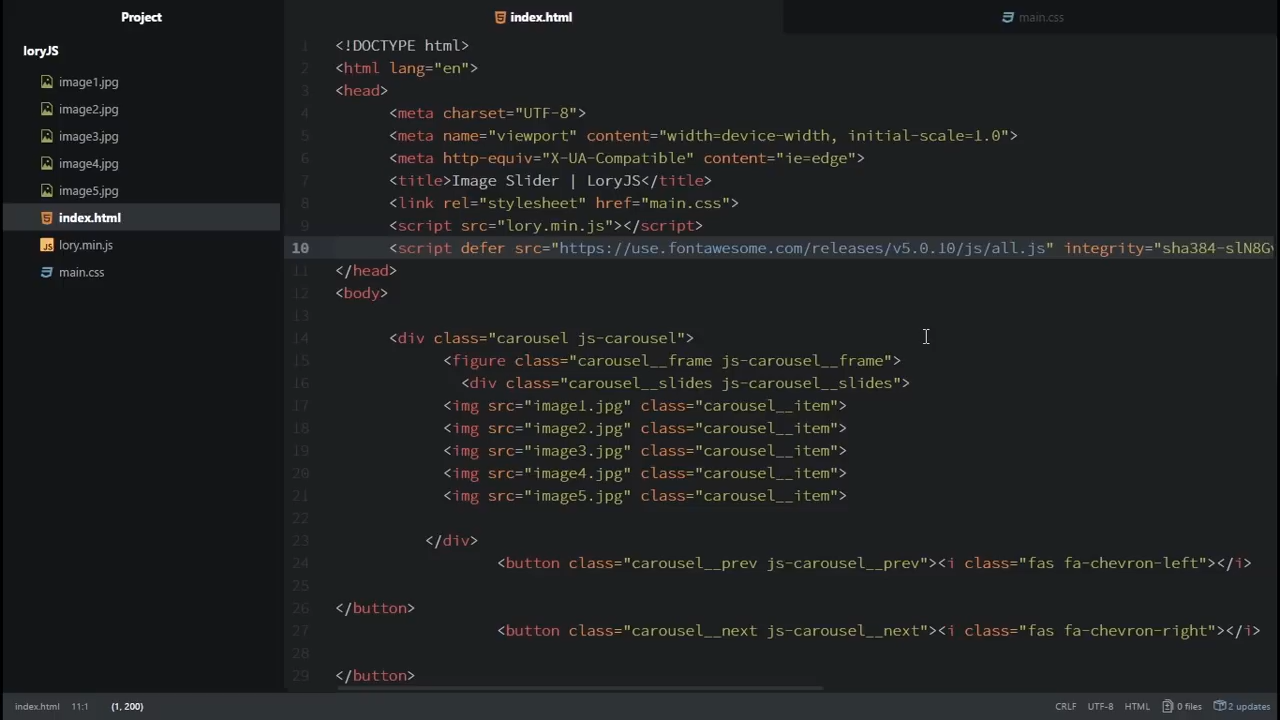 Project
loryJS
image1.jpg
image2.jpg
image3.jpg
image4.jpg
image5.jpg
index.html
lory.min.js
main.css
index.html
main.css
1 <!DOCTYPE html>
2 <html lang="en">
3 <head>
4 <meta charset="UTF-8">
5 <meta name="viewport" content="width=device-width, initial-scale=1.0">
6 <meta http-equiv="X-UA-Compatible" content="ie=edge">
7 <title>Image Slider | LoryJS</title>
8 <link rel="stylesheet" href="main.css">
9 <script src="lory.min.js"></script>
10 <script defer src="https://use.fontawesome.com/releases/v5.0.10/js/all.js" integrity="sha384-slN8G
11 </head>
12 <body>
13
14 <div class="carousel js-carousel">
15 <figure class="carousel__frame js-carousel__frame">
16 <div class="carousel__slides js-carousel__slides">
17 <img src="image1.jpg" class="carousel__item">
18 <img src="image2.jpg" class="carousel__item">
19 <img src="image3.jpg" class="carousel__item">
20 <img src="image4.jpg" class="carousel__item">
21 <img src="image5.jpg" class="carousel__item">
22
23 </div>
24 <button class="carousel__prev js-carousel__prev"><i class="fas fa-chevron-left"></i>
25
26 </button>
27 <button class="carousel__next js-carousel__next"><i class="fas fa-chevron-right"></i>
28
29 </button>
index.html 11:1 (1, 200) CRLF UTF-8 HTML 0 files 2 updates